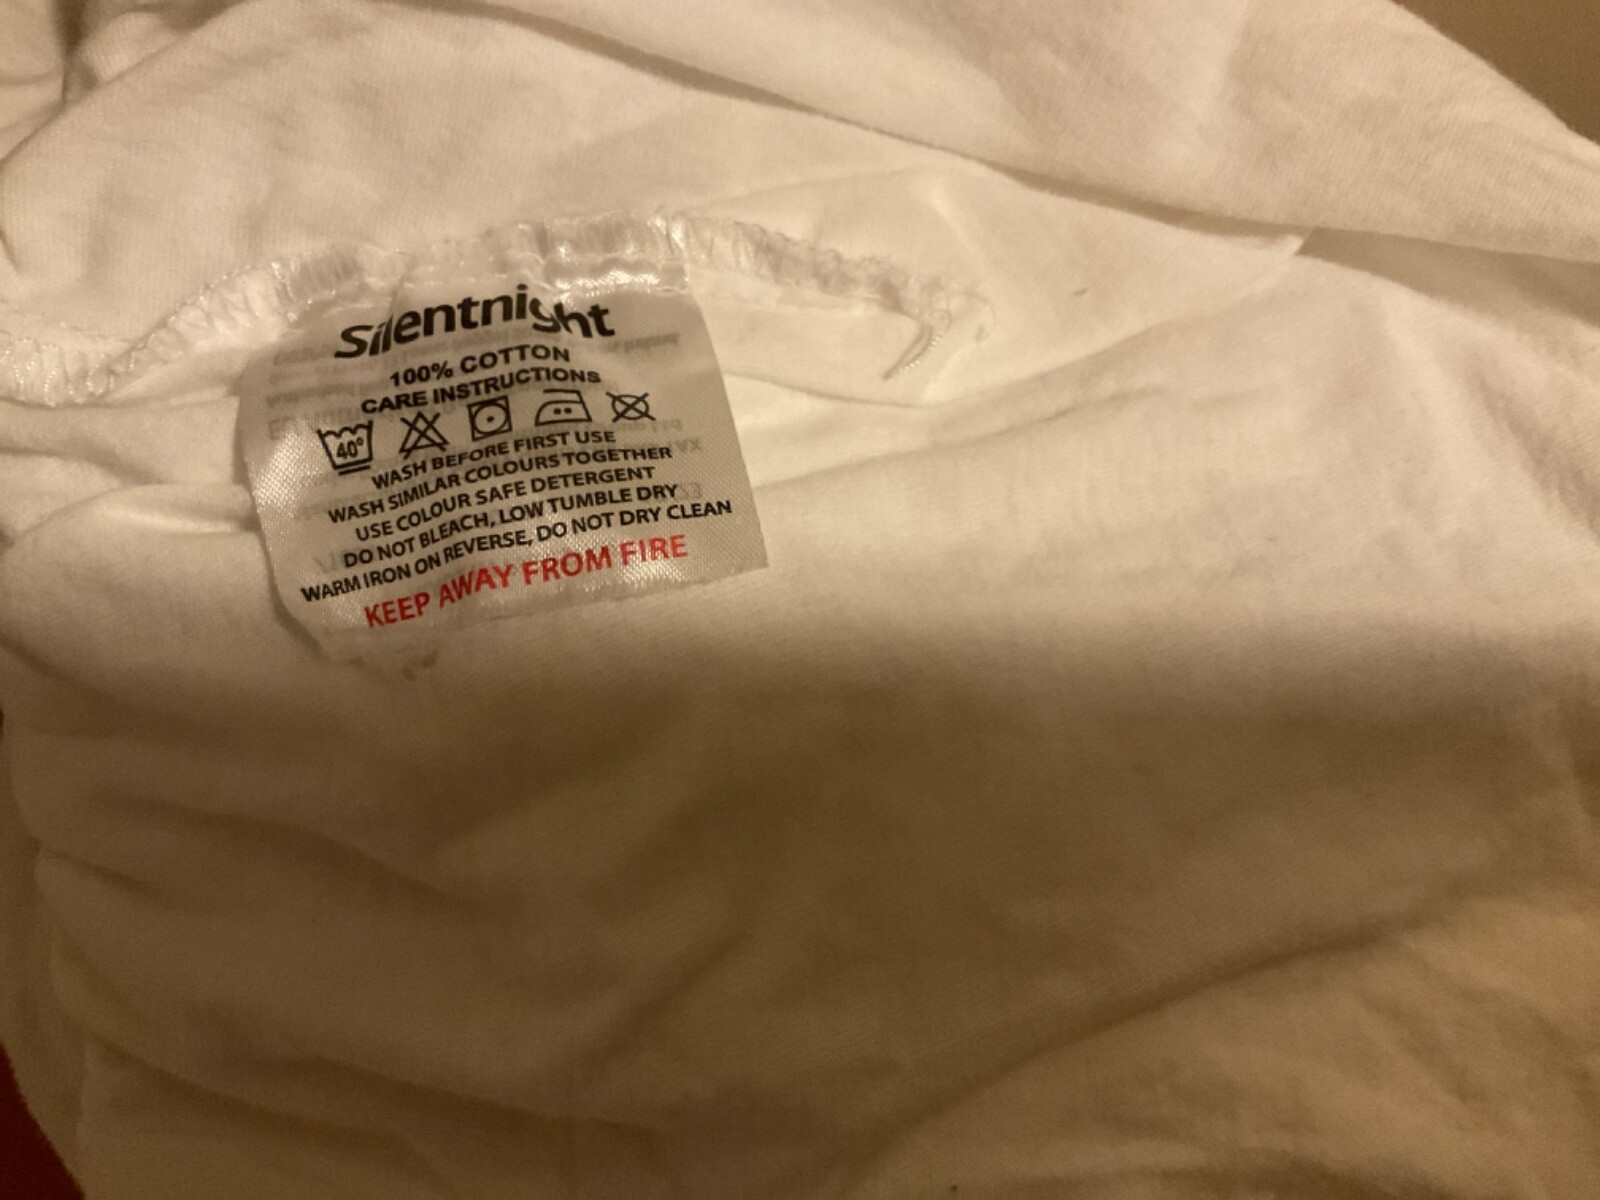 Silentnight
100% COTTON
CARE INSTRUCTIONS
40°
WASH BEFORE FIRST USE
WASH SIMILAR COLOURS TOGETHER
USE COLOUR SAFE DETERGENT
DO NOT BLEACH, LOW TUMBLE DRY
WARM IRON ON REVERSE, DO NOT DRY CLEAN
KEEP AWAY FROM FIRE